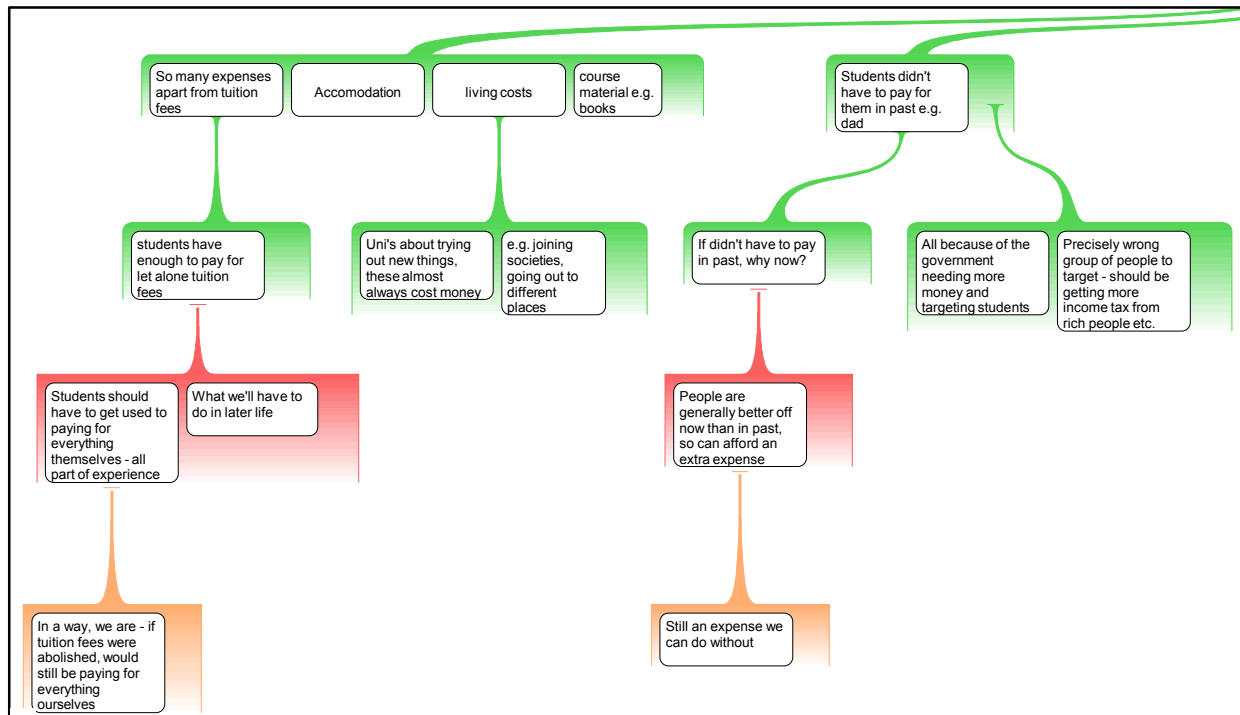 So many expenses
apart from tuition
fees
Accomodation
living costs
course
material e.g.
books
Students didn't
have to pay for
them in past e.g.
dad
students have
enough to pay for
let alone tuition
fees
Uni's about trying
out new things,
these almost
always cost money
e.g. joining
societies,
going out to
different
places
If didn't have to pay
in past, why now?
All because of the
government
needing more
money and
targeting students
Precisely wrong
group of people to
target - should be
getting more
income tax from
rich people etc.
Students should
have to get used to
paying for
everything
themselves - all
part of experience
What we'll have to
do in later life
People are
generally better off
now than in past,
so can afford an
extra expense
In a way, we are - if
tuition fees were
abolished, would
still be paying for
everything
ourselves
Still an expense we
can do without